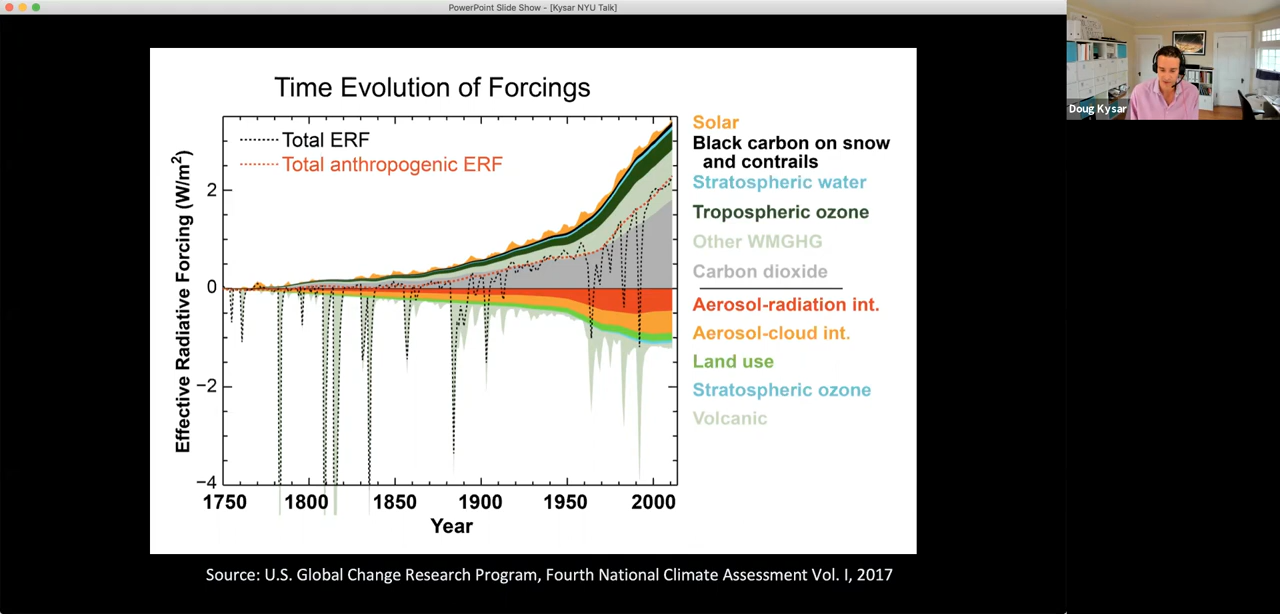 PowerPoint Slide Show - [Kysar NYU Talk]
Doug Kysar
Time Evolution of Forcings
Total ERF
Total anthropogenic ERF
Effective Radiative Forcing (W/m²)
2
0
−2
−4
1750
1800
1850
1900
1950
2000
Year
Solar
Black carbon on snow
and contrails
Stratospheric water
Tropospheric ozone
Other WMGHG
Carbon dioxide
Aerosol-radiation int.
Aerosol-cloud int.
Land use
Stratospheric ozone
Volcanic
Source: U.S. Global Change Research Program, Fourth National Climate Assessment Vol. I, 2017